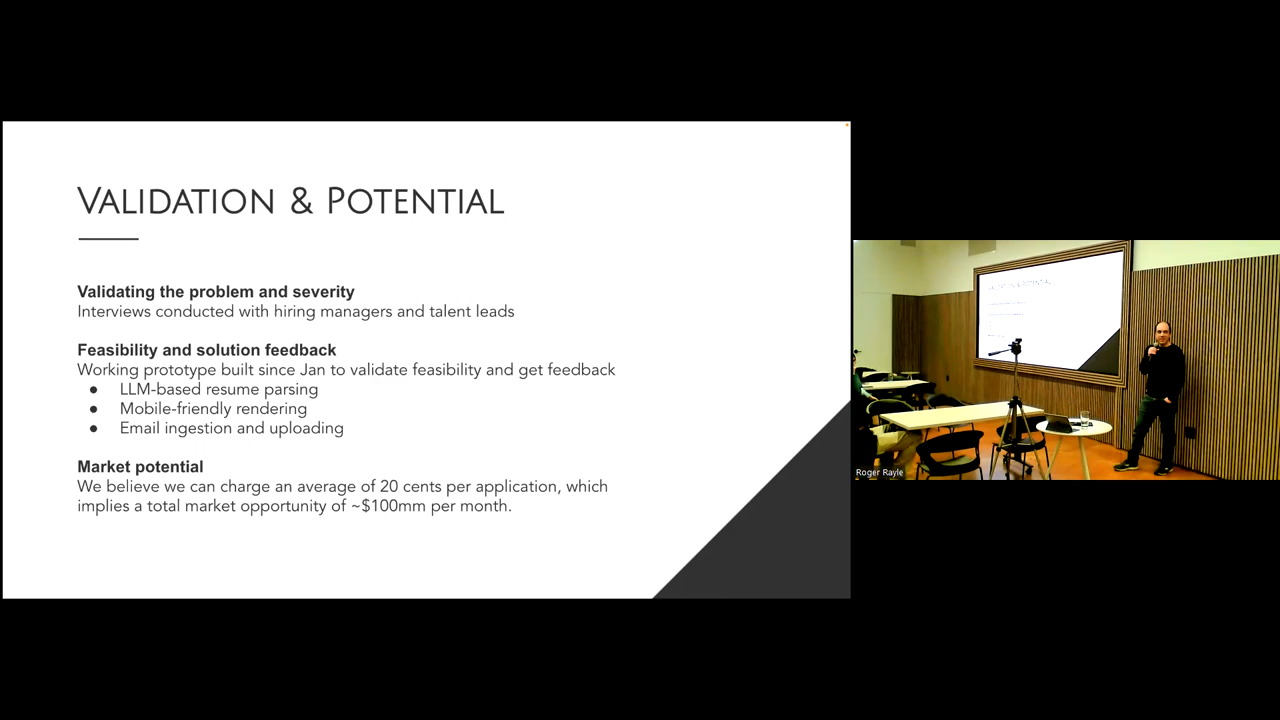 VALIDATION & POTENTIAL
Validating the problem and severity
Interviews conducted with hiring managers and talent leads
Feasibility and solution feedback
Working prototype built since Jan to validate feasibility and get feedback
● LLM-based resume parsing
● Mobile-friendly rendering
● Email ingestion and uploading
Market potential
We believe we can charge an average of 20 cents per application, which
implies a total market opportunity of ~$100mm per month.
VALIDATION & POTENTIAL
Roger Rayle